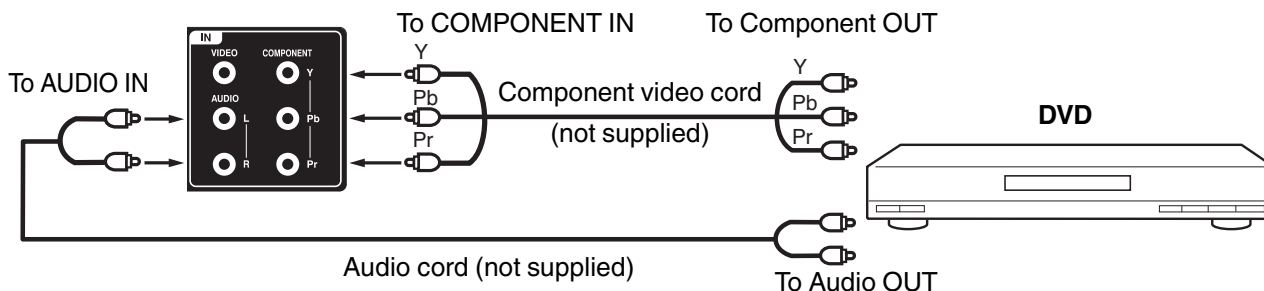 To COMPONENT IN
To Component OUT
IN
VIDEO
COMPONENT
Y
Y
Y
To AUDIO IN
AUDIO
L
Pb
Pb
Component video cord
(not supplied)
Pb
DVD
R
Pr
Pr
Pr
Audio cord (not supplied)
To Audio OUT